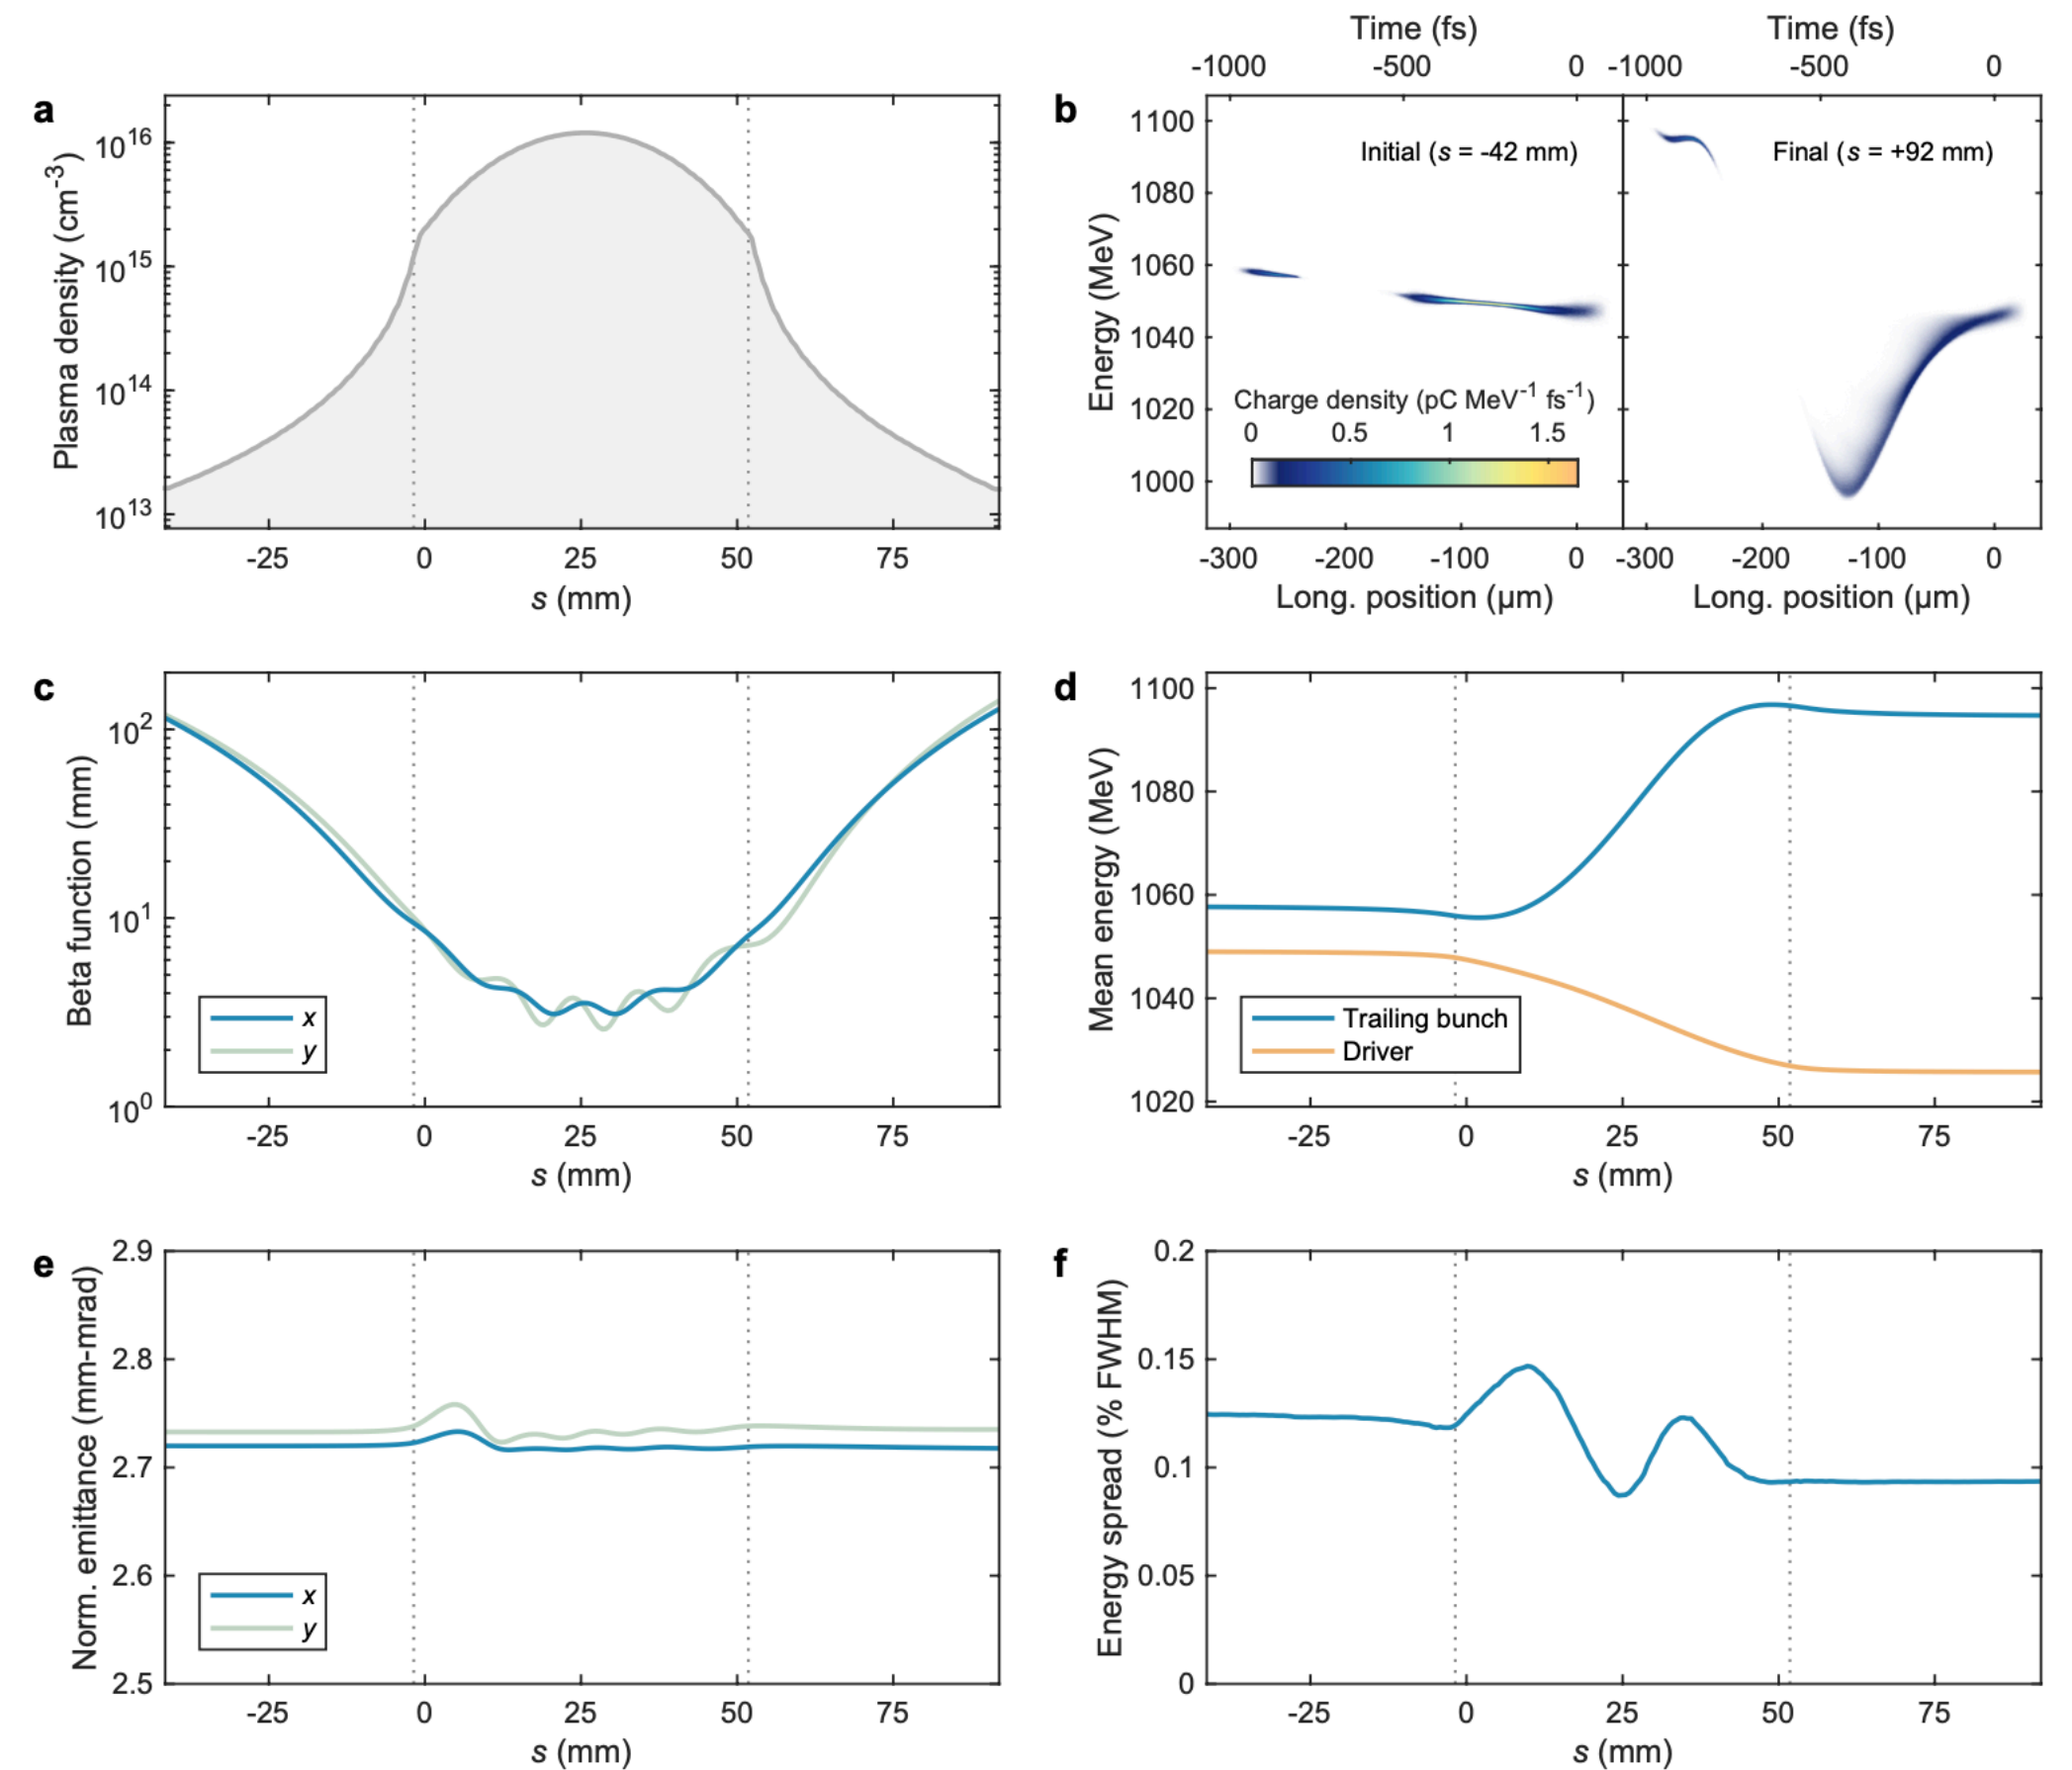 a
Plasma density (cm-3)
10^16
10^15
10^14
10^13
-25 0 25 50 75
s (mm)
b
Time (fs) Time (fs)
-1000 -500 0 -1000 -500 0
Energy (MeV)
1100
1080
1060
1040
1020
1000
Initial (s = -42 mm)
Final (s = +92 mm)
Charge density (pC MeV-1 fs-1)
0 0.5 1 1.5
-300 -200 -100 0 -300 -200 -100 0
Long. position (µm) Long. position (µm)
c
Beta function (mm)
10^2
10^1
10^0
x
y
-25 0 25 50 75
s (mm)
d
Mean energy (MeV)
1100
1080
1060
1040
1020
Trailing bunch
Driver
-25 0 25 50 75
s (mm)
e
Norm. emittance (mm-mrad)
2.9
2.8
2.7
2.6
2.5
x
y
-25 0 25 50 75
s (mm)
f
Energy spread (% FWHM)
0.2
0.15
0.1
0.05
0
-25 0 25 50 75
s (mm)